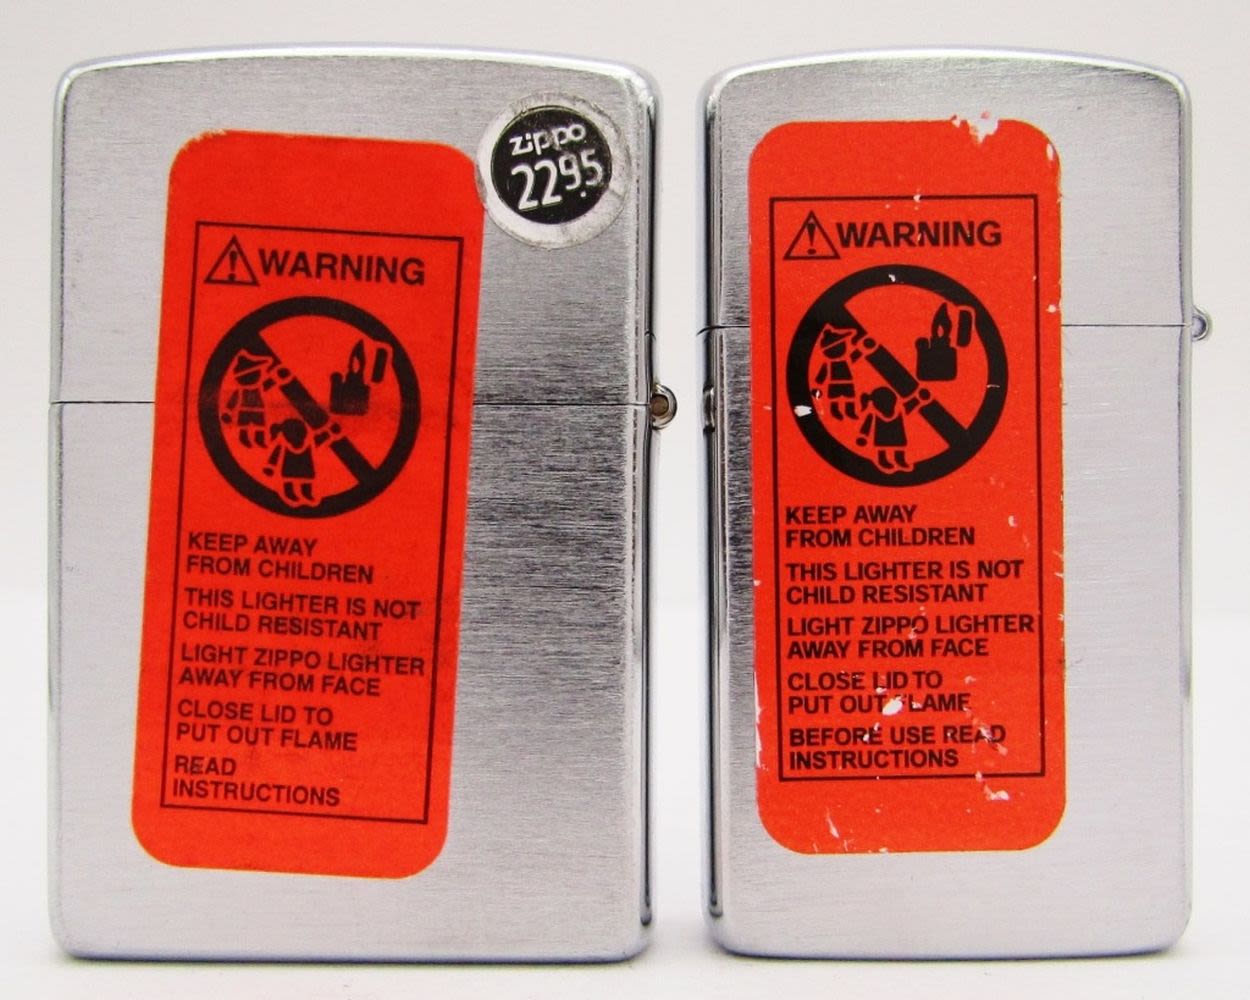 zippo
22.95
WARNING
KEEP AWAY
FROM CHILDREN
THIS LIGHTER IS NOT
CHILD RESISTANT
LIGHT ZIPPO LIGHTER
AWAY FROM FACE
CLOSE LID TO
PUT OUT FLAME
READ
INSTRUCTIONS
WARNING
KEEP AWAY
FROM CHILDREN
THIS LIGHTER IS NOT
CHILD RESISTANT
LIGHT ZIPPO LIGHTER
AWAY FROM FACE
CLOSE LID TO
PUT OUT FLAME
BEFORE USE READ
INSTRUCTIONS